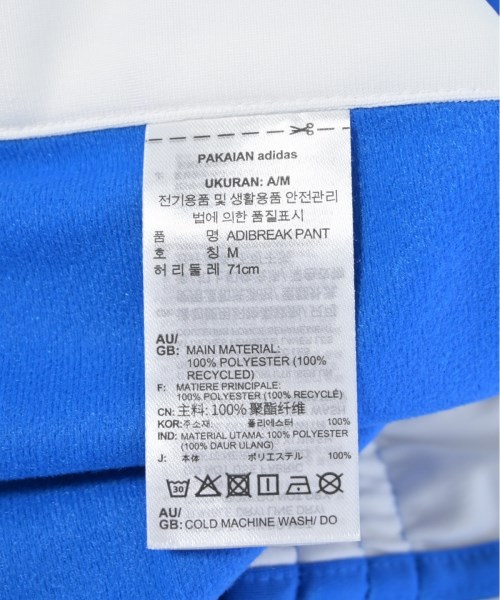 PAKAIAN adidas
UKURAN: A/M
전기용품 및 생활용품 안전관리
법에 의한 품질표시
품 명 ADIBREAK PANT
호 칭 M
허 리 둘 레 71cm
AU/
GB: MAIN MATERIAL:
100% POLYESTER (100%
RECYCLED)
F: MATIERE PRINCIPALE:
100% POLYESTER (100% RECYCLÉ)
CN: 主料: 100% 聚酯纤维
KOR: 주소재: 폴리에스터 100%
IND: MATERIAL UTAMA: 100% POLYESTER
(100% DAUR ULANG)
J: 本体 ポリエステル 100%
30
AU/
GB: COLD MACHINE WASH/ DO